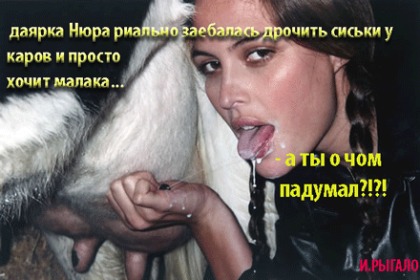 даярка Нюра риально заебалась дрочить сиськи у
каров и просто
хочит малака...
- а ты о чом
падумал?!?!
И.РЫГАЛО